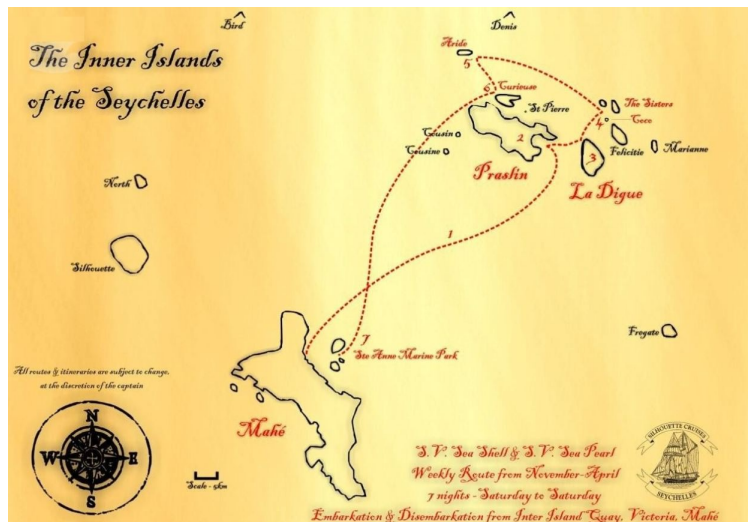 The Inner Islands
of the Seychelles
Bird
Denis
Aride
5
6
Curieuse
St Pierre
The Sisters
4
Coco
Cousin
Cousine
2
3
Felicitie
Marianne
Praslin
La Digue
North
Silhouette
1
7
Ste Anne Marine Park
Fregate
All routes & itineraries are subject to change,
at the discretion of the captain
Mahé
N
W
E
S
Scale - 5km
S.V. Sea Shell & S.V. Sea Pearl
Weekly Route from November-April
7 nights - Saturday to Saturday
Embarkation & Disembarkation from Inter Island Quay, Victoria, Mahé
SILHOUETTE CRUISES
SEYCHELLES